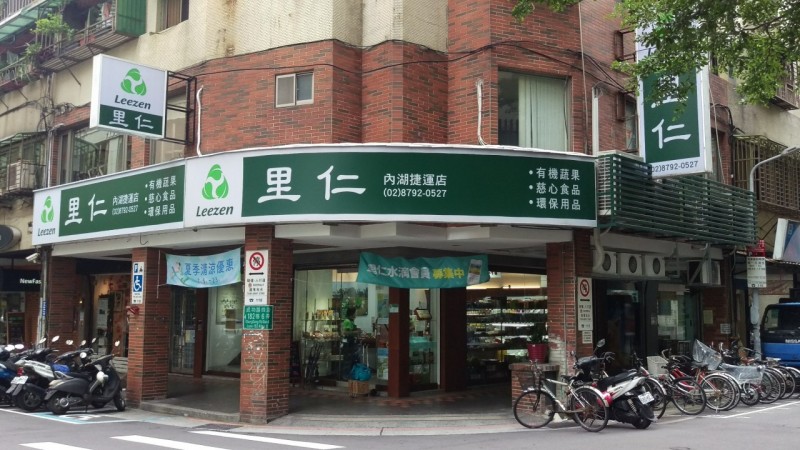 Leezen
里仁
里仁
(02)8792-0527
Leezen
里仁
內湖捷運店
(02)8792-0527
•有機蔬果
•慈心食品
•環保用品
Leezen
里仁
內湖捷運店
(02)8792-0527
•有機蔬果
•慈心食品
•環保用品
夏季清涼優惠
NISSAN